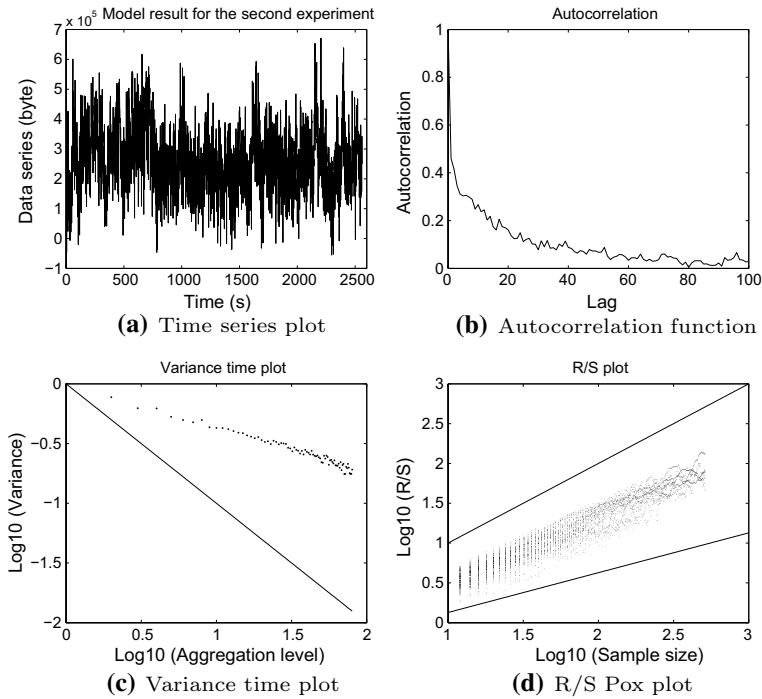 Model result for the second experiment
7 × 10⁵
6
5
4
3
2
1
0
−1
Data series (byte)
0 500 1000 1500 2000 2500
Time (s)
(a) Time series plot
Autocorrelation
1
0.8
0.6
0.4
0.2
0
Autocorrelation
0 20 40 60 80 100
Lag
(b) Autocorrelation function
Variance time plot
0
−0.5
−1
−1.5
−2
Log10 (Variance)
0 0.5 1 1.5 2
Log10 (Aggregation level)
(c) Variance time plot
R/S plot
3
2.5
2
1.5
1
0.5
0
Log10 (R/S)
1 1.5 2 2.5 3
Log10 (Sample size)
(d) R/S Pox plot